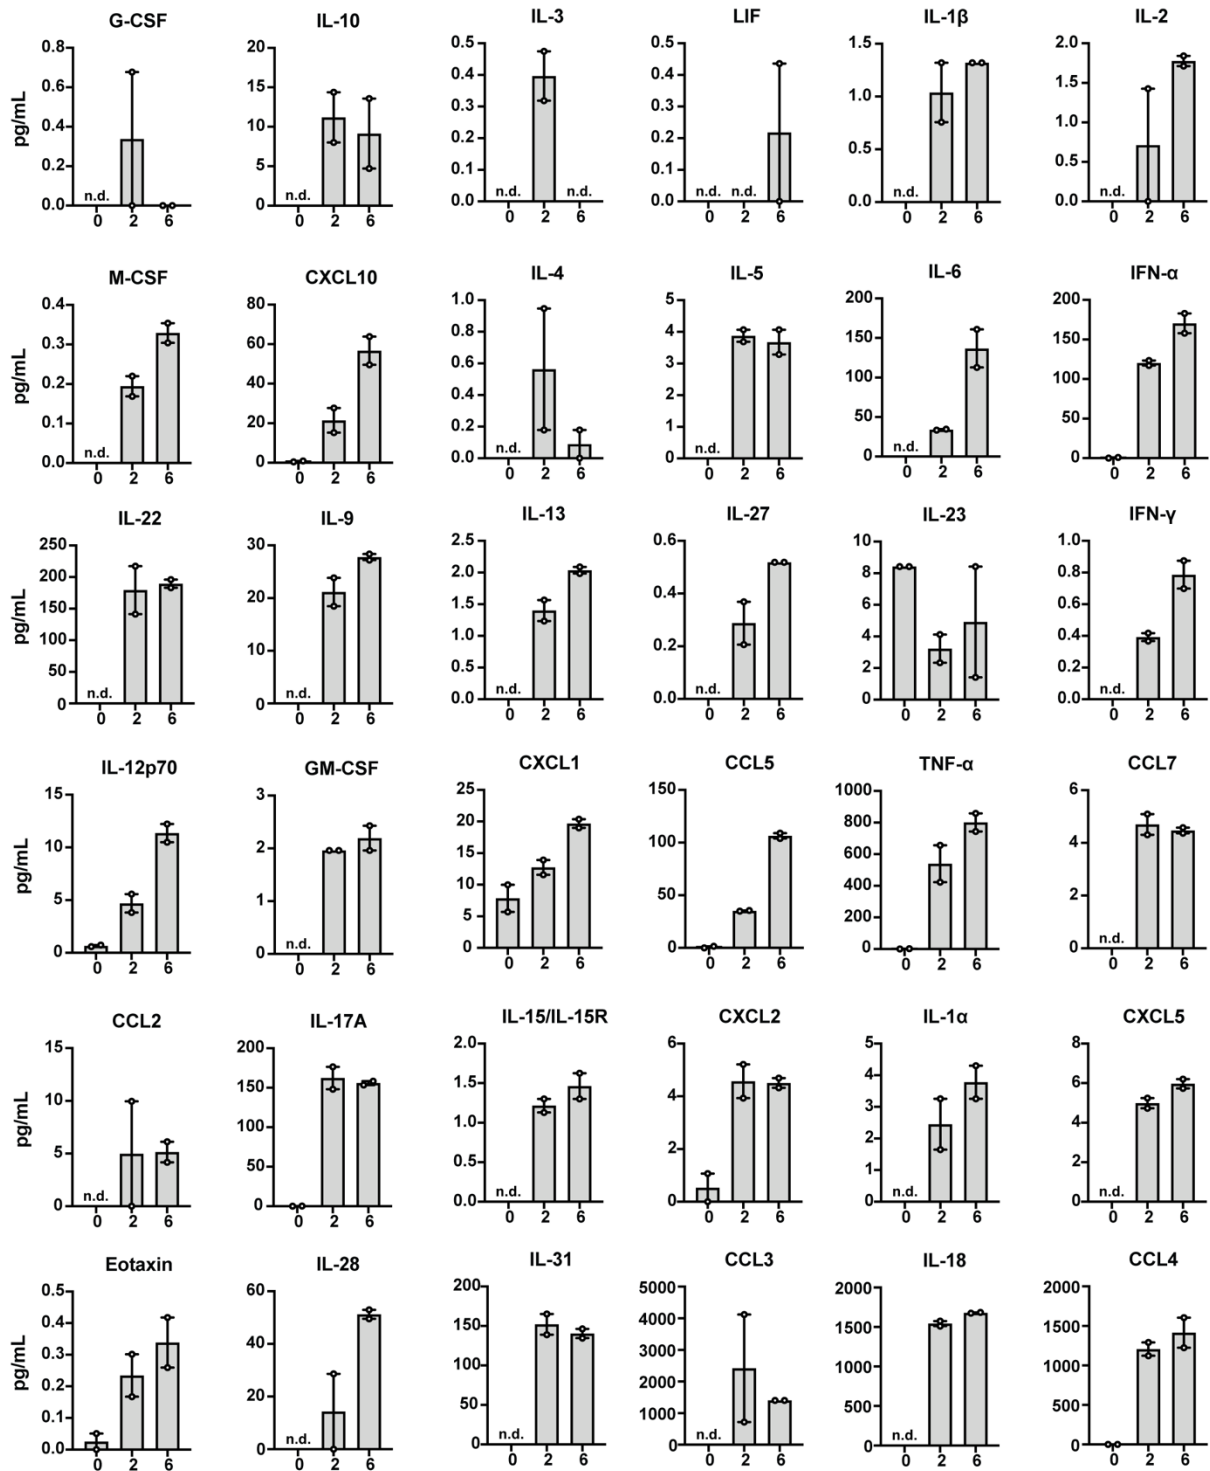 G-CSF IL-10 IL-3 LIF IL-1β IL-2
pg/mL
0.8 0.6 0.4 0.2 0.0 n.d. 0 2 6
20 15 10 5 0 n.d. 0 2 6
0.5 0.4 0.3 0.2 0.1 0.0 n.d. n.d. 0 2 6
0.5 0.4 0.3 0.2 0.1 0.0 n.d. n.d. 0 2 6
1.5 1.0 0.5 0.0 n.d. 0 2 6
2.0 1.5 1.0 0.5 0.0 n.d. 0 2 6
M-CSF CXCL10 IL-4 IL-5 IL-6 IFN-α
pg/mL
0.4 0.3 0.2 0.1 0.0 n.d. 0 2 6
80 60 40 20 0 0 2 6
1.0 0.8 0.6 0.4 0.2 0.0 n.d. 0 2 6
5 4 3 2 1 0 n.d. 0 2 6
200 150 100 50 0 n.d. 0 2 6
200 150 100 50 0 0 2 6
IL-22 IL-9 IL-13 IL-27 IL-23 IFN-γ
pg/mL
250 200 150 100 50 0 n.d. 0 2 6
30 20 10 0 n.d. 0 2 6
2.5 2.0 1.5 1.0 0.5 0.0 n.d. 0 2 6
0.6 0.4 0.2 0.0 n.d. 0 2 6
10 8 6 4 2 0 0 2 6
1.0 0.8 0.6 0.4 0.2 0.0 n.d. 0 2 6
IL-12p70 GM-CSF CXCL1 CCL5 TNF-α CCL7
pg/mL
15 10 5 0 0 2 6
3 2 1 0 n.d. 0 2 6
25 20 15 10 5 0 0 2 6
150 100 50 0 0 2 6
1000 800 600 400 200 0 0 2 6
6 4 2 0 n.d. 0 2 6
CCL2 IL-17A IL-15/IL-15R CXCL2 IL-1α CXCL5
pg/mL
15 10 5 0 n.d. 0 2 6
200 150 100 50 0 0 2 6
2.0 1.5 1.0 0.5 0.0 n.d. 0 2 6
6 4 2 0 0 2 6
5 4 3 2 1 0 n.d. 0 2 6
8 6 4 2 0 n.d. 0 2 6
Eotaxin IL-28 IL-31 CCL3 IL-18 CCL4
pg/mL
0.5 0.4 0.3 0.2 0.1 0.0 0 2 6
60 40 20 0 n.d. 0 2 6
200 150 100 50 0 n.d. 0 2 6
5000 4000 3000 2000 1000 0 n.d. 0 2 6
2000 1500 1000 500 0 n.d. 0 2 6
2000 1500 1000 500 0 0 2 6